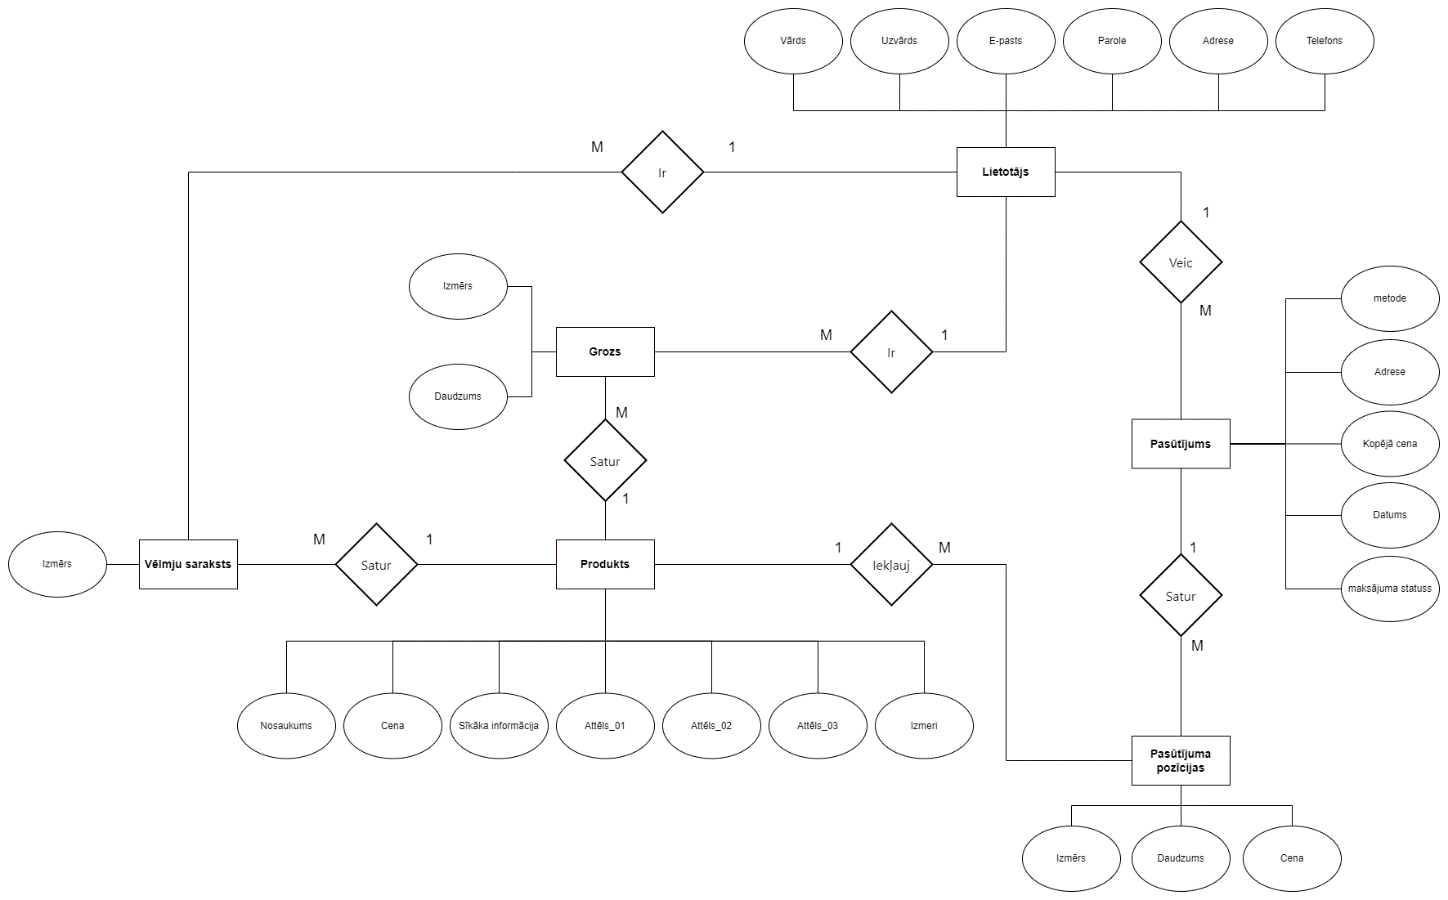 Vārds
Uzvārds
E-pasts
Parole
Adrese
Telefons
M
1
Ir
Lietotājs
1
Veic
M
Izmērs
Grozs
Daudzums
M
1
Ir
metode
Adrese
Kopējā cena
Datums
maksājuma statuss
Pasūtījums
M
Satur
1
Izmērs
Vēlmju saraksts
M
1
Satur
Produkts
1
M
Iekļauj
1
Satur
M
Nosaukums
Cena
Sīkāka informācija
Attēls_01
Attēls_02
Attēls_03
Izmeri
Pasūtījuma
pozīcijas
Izmērs
Daudzums
Cena